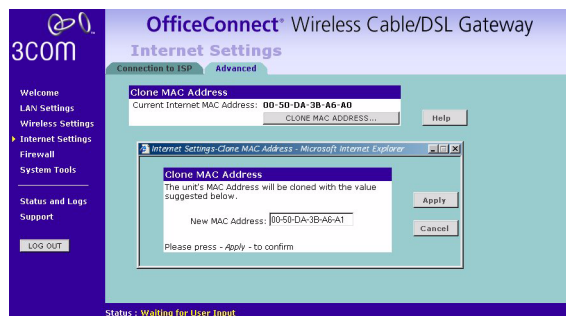 3COM
OfficeConnect® Wireless Cable/DSL Gateway
Internet Settings
Connection to ISP
Advanced
Welcome
LAN Settings
Wireless Settings
Internet Settings
Firewall
System Tools
Status and Logs
Support
LOG OUT
Clone MAC Address
Current Internet MAC Address: 00-50-DA-3B-A6-A0
CLONE MAC ADDRESS...
Help
Internet Settings-Clone MAC Address - Microsoft Internet Explorer
Clone MAC Address
The unit's MAC Address will be cloned with the value
suggested below.
New MAC Address: 00-50-DA-3B-A6-A1
Please press - Apply - to confirm
Apply
Cancel
Status : Waiting for User Input